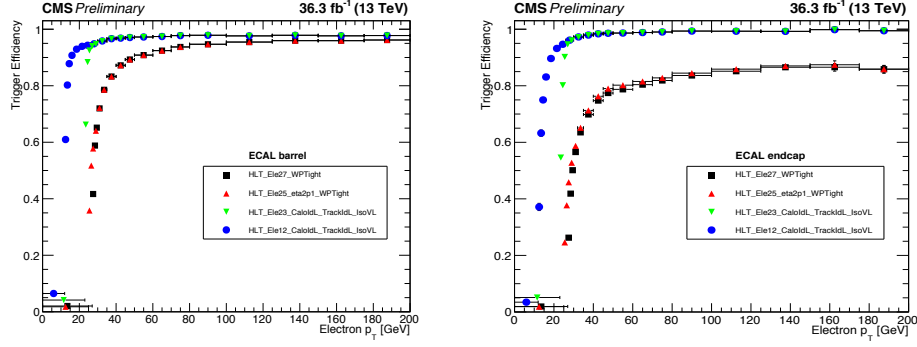 CMS Preliminary 36.3 fb⁻¹ (13 TeV)
Trigger Efficiency
1
0.8
0.6
0.4
0.2
0
ECAL barrel
HLT_Ele27_WPTight
HLT_Ele25_eta2p1_WPTight
HLT_Ele23_CaloIdL_TrackIdL_IsoVL
HLT_Ele12_CaloIdL_TrackIdL_IsoVL
0 20 40 60 80 100 120 140 160 180 200
Electron p_T [GeV]
CMS Preliminary 36.3 fb⁻¹ (13 TeV)
Trigger Efficiency
1
0.8
0.6
0.4
0.2
0
ECAL endcap
HLT_Ele27_WPTight
HLT_Ele25_eta2p1_WPTight
HLT_Ele23_CaloIdL_TrackIdL_IsoVL
HLT_Ele12_CaloIdL_TrackIdL_IsoVL
0 20 40 60 80 100 120 140 160 180 200
Electron p_T [GeV]